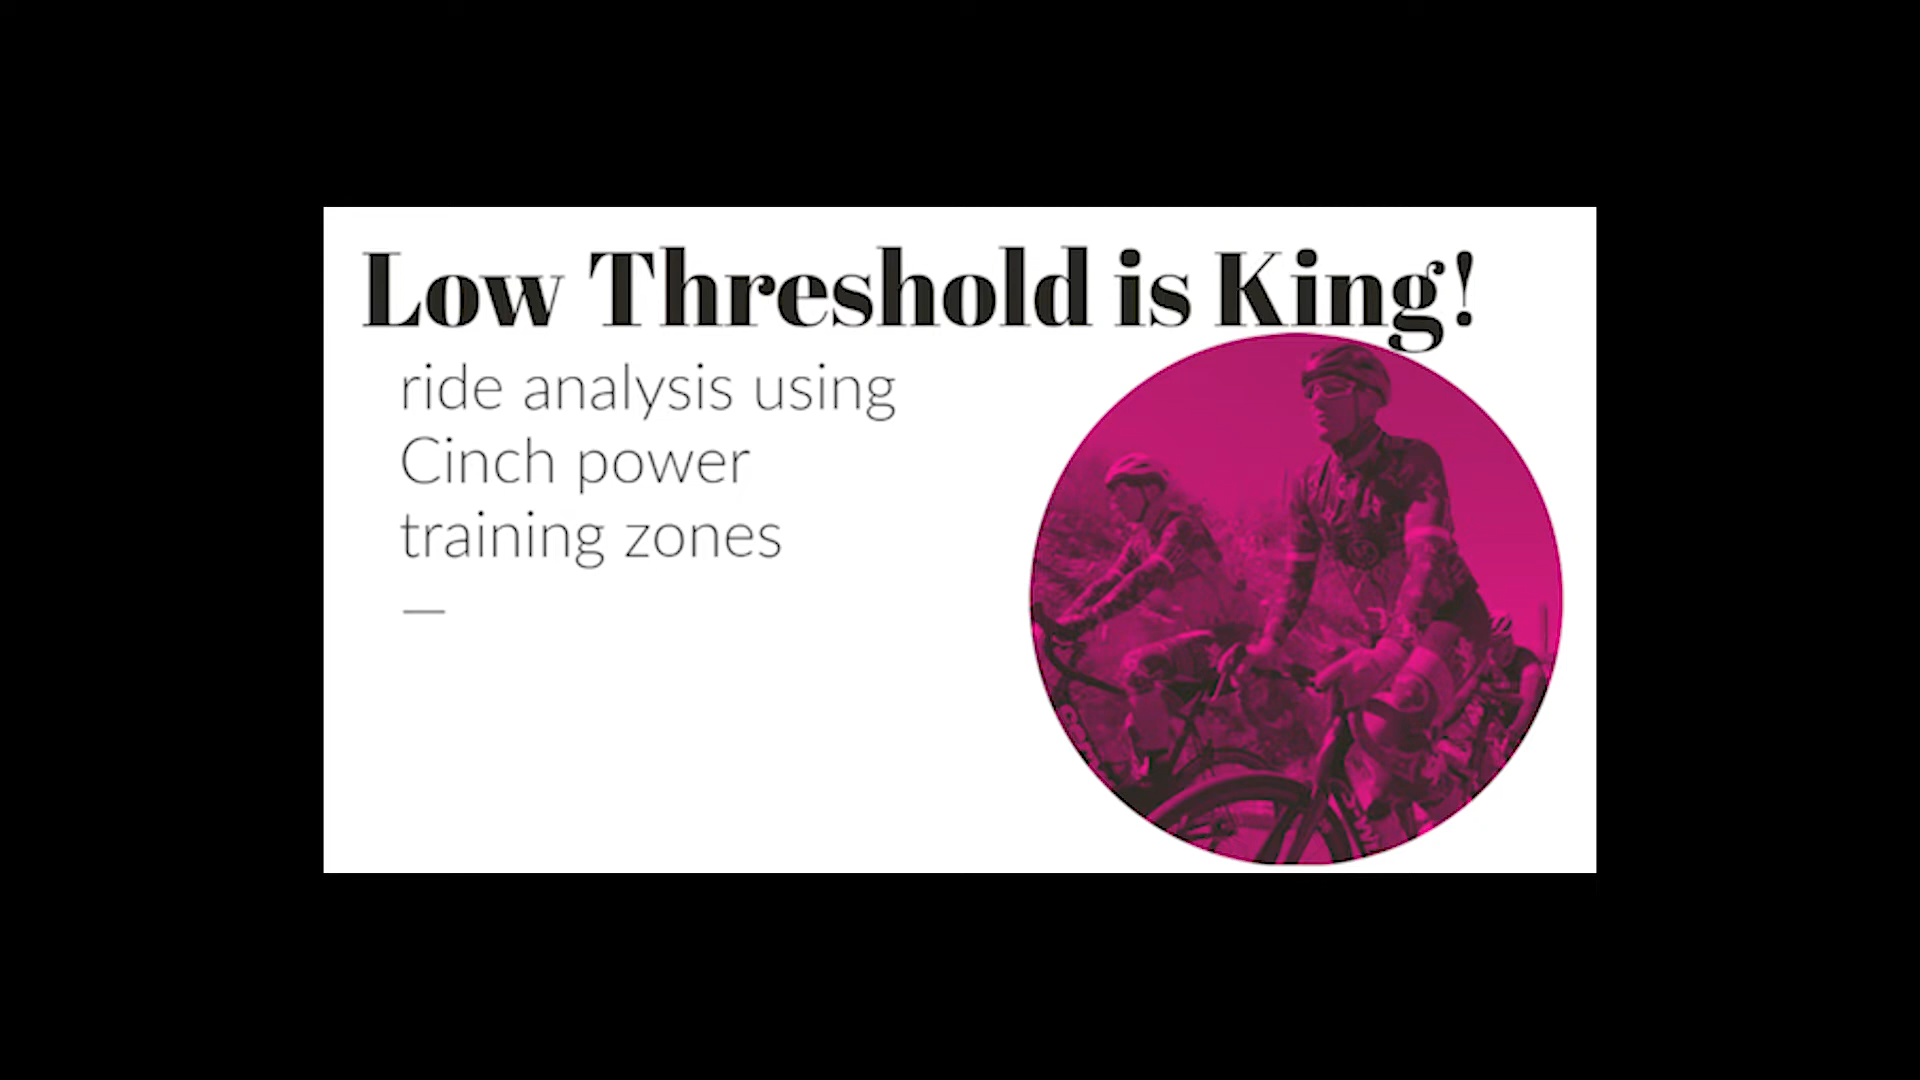 Low Threshold is King!
ride analysis using
Cinch power
training zones